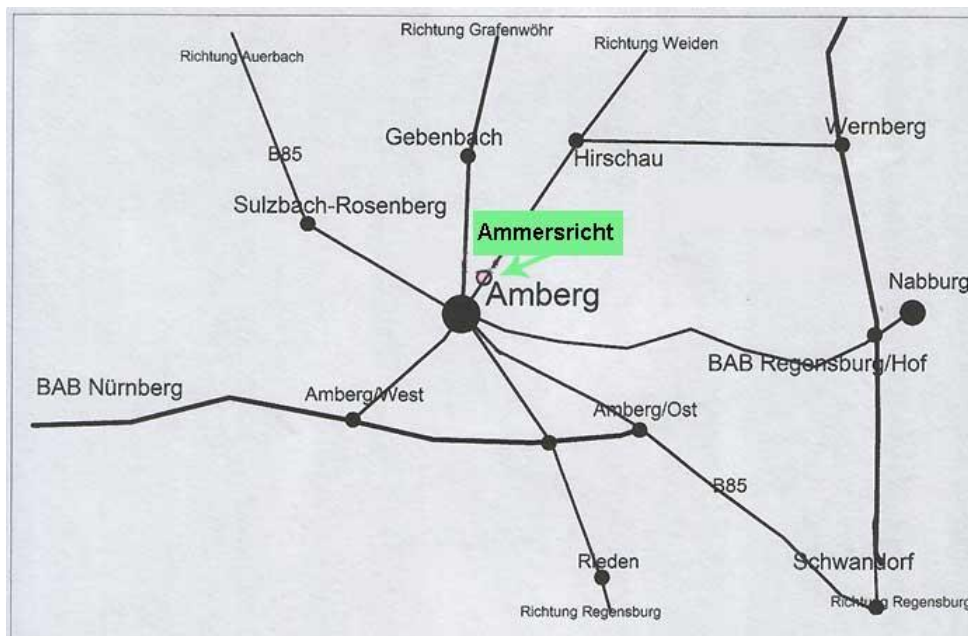 Richtung Grafenwöhr
Richtung Weiden
Richtung Auerbach
Gebenbach
Wernberg
B85
Hirschau
Sulzbach-Rosenberg
Ammersricht
Nabburg
Amberg
BAB Regensburg/Hof
BAB Nürnberg
Amberg/West
Amberg/Ost
B85
Rieden
Schwandorf
Richtung Regensburg
Richtung Regensburg